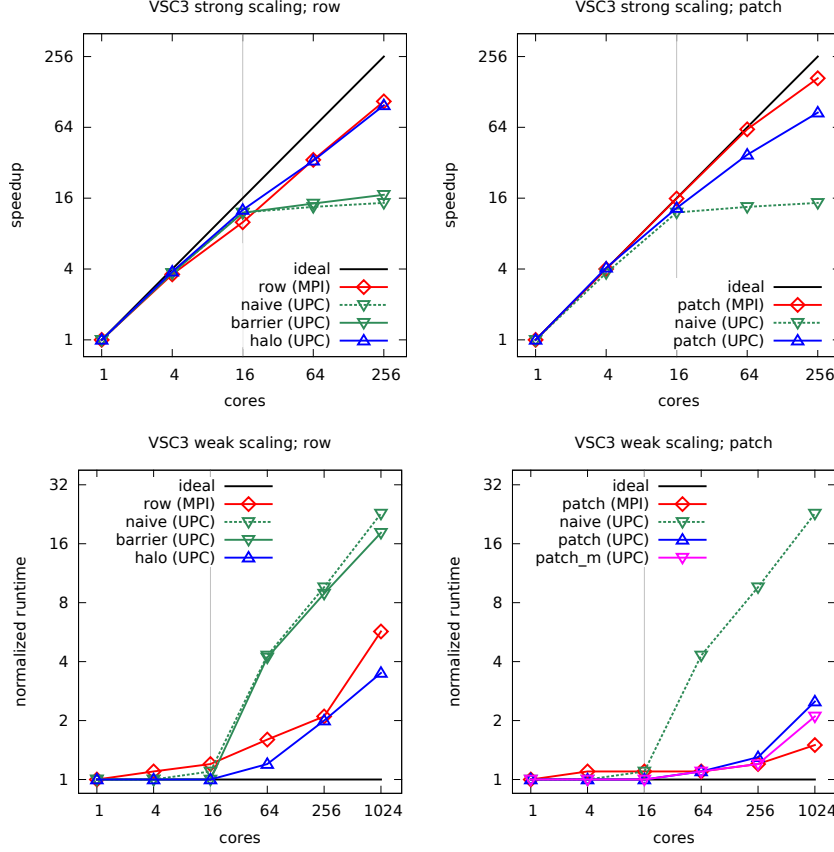 VSC3 strong scaling; row
speedup
256
64
16
4
1
ideal
row (MPI)
naive (UPC)
barrier (UPC)
halo (UPC)
1 4 16 64 256
cores
VSC3 strong scaling; patch
speedup
256
64
16
4
1
ideal
patch (MPI)
naive (UPC)
patch (UPC)
1 4 16 64 256
cores
VSC3 weak scaling; row
normalized runtime
32
16
8
4
2
1
ideal
row (MPI)
naive (UPC)
barrier (UPC)
halo (UPC)
1 4 16 64 256 1024
cores
VSC3 weak scaling; patch
normalized runtime
32
16
8
4
2
1
ideal
patch (MPI)
naive (UPC)
patch (UPC)
patch_m (UPC)
1 4 16 64 256 1024
cores